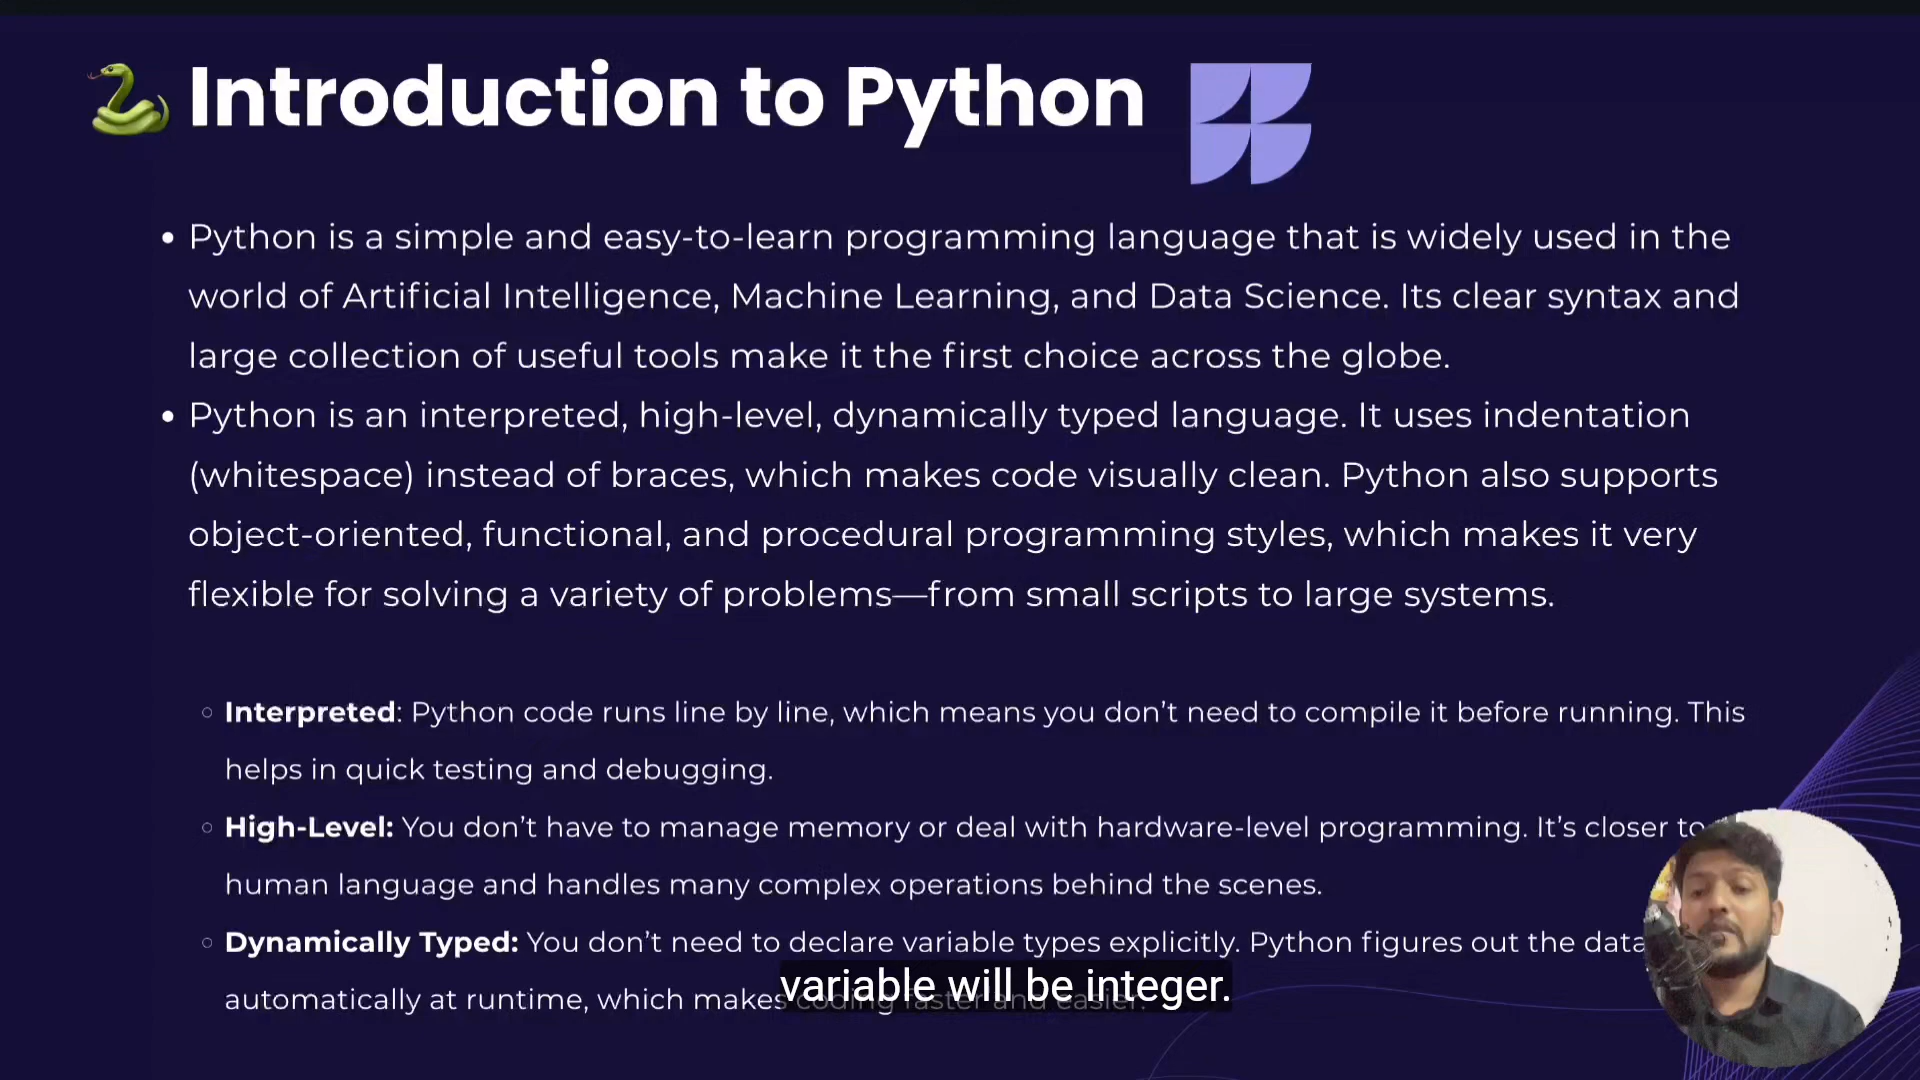 Introduction to Python
• Python is a simple and easy-to-learn programming language that is widely used in the
world of Artificial Intelligence, Machine Learning, and Data Science. Its clear syntax and
large collection of useful tools make it the first choice across the globe.
• Python is an interpreted, high-level, dynamically typed language. It uses indentation
(whitespace) instead of braces, which makes code visually clean. Python also supports
object-oriented, functional, and procedural programming styles, which makes it very
flexible for solving a variety of problems—from small scripts to large systems.
○ Interpreted: Python code runs line by line, which means you don’t need to compile it before running. This
helps in quick testing and debugging.
○ High-Level: You don’t have to manage memory or deal with hardware-level programming. It’s closer to
human language and handles many complex operations behind the scenes.
○ Dynamically Typed: You don’t need to declare variable types explicitly. Python figures out the data
automatically at runtime, which makes coding faster and easier.
variable will be integer.